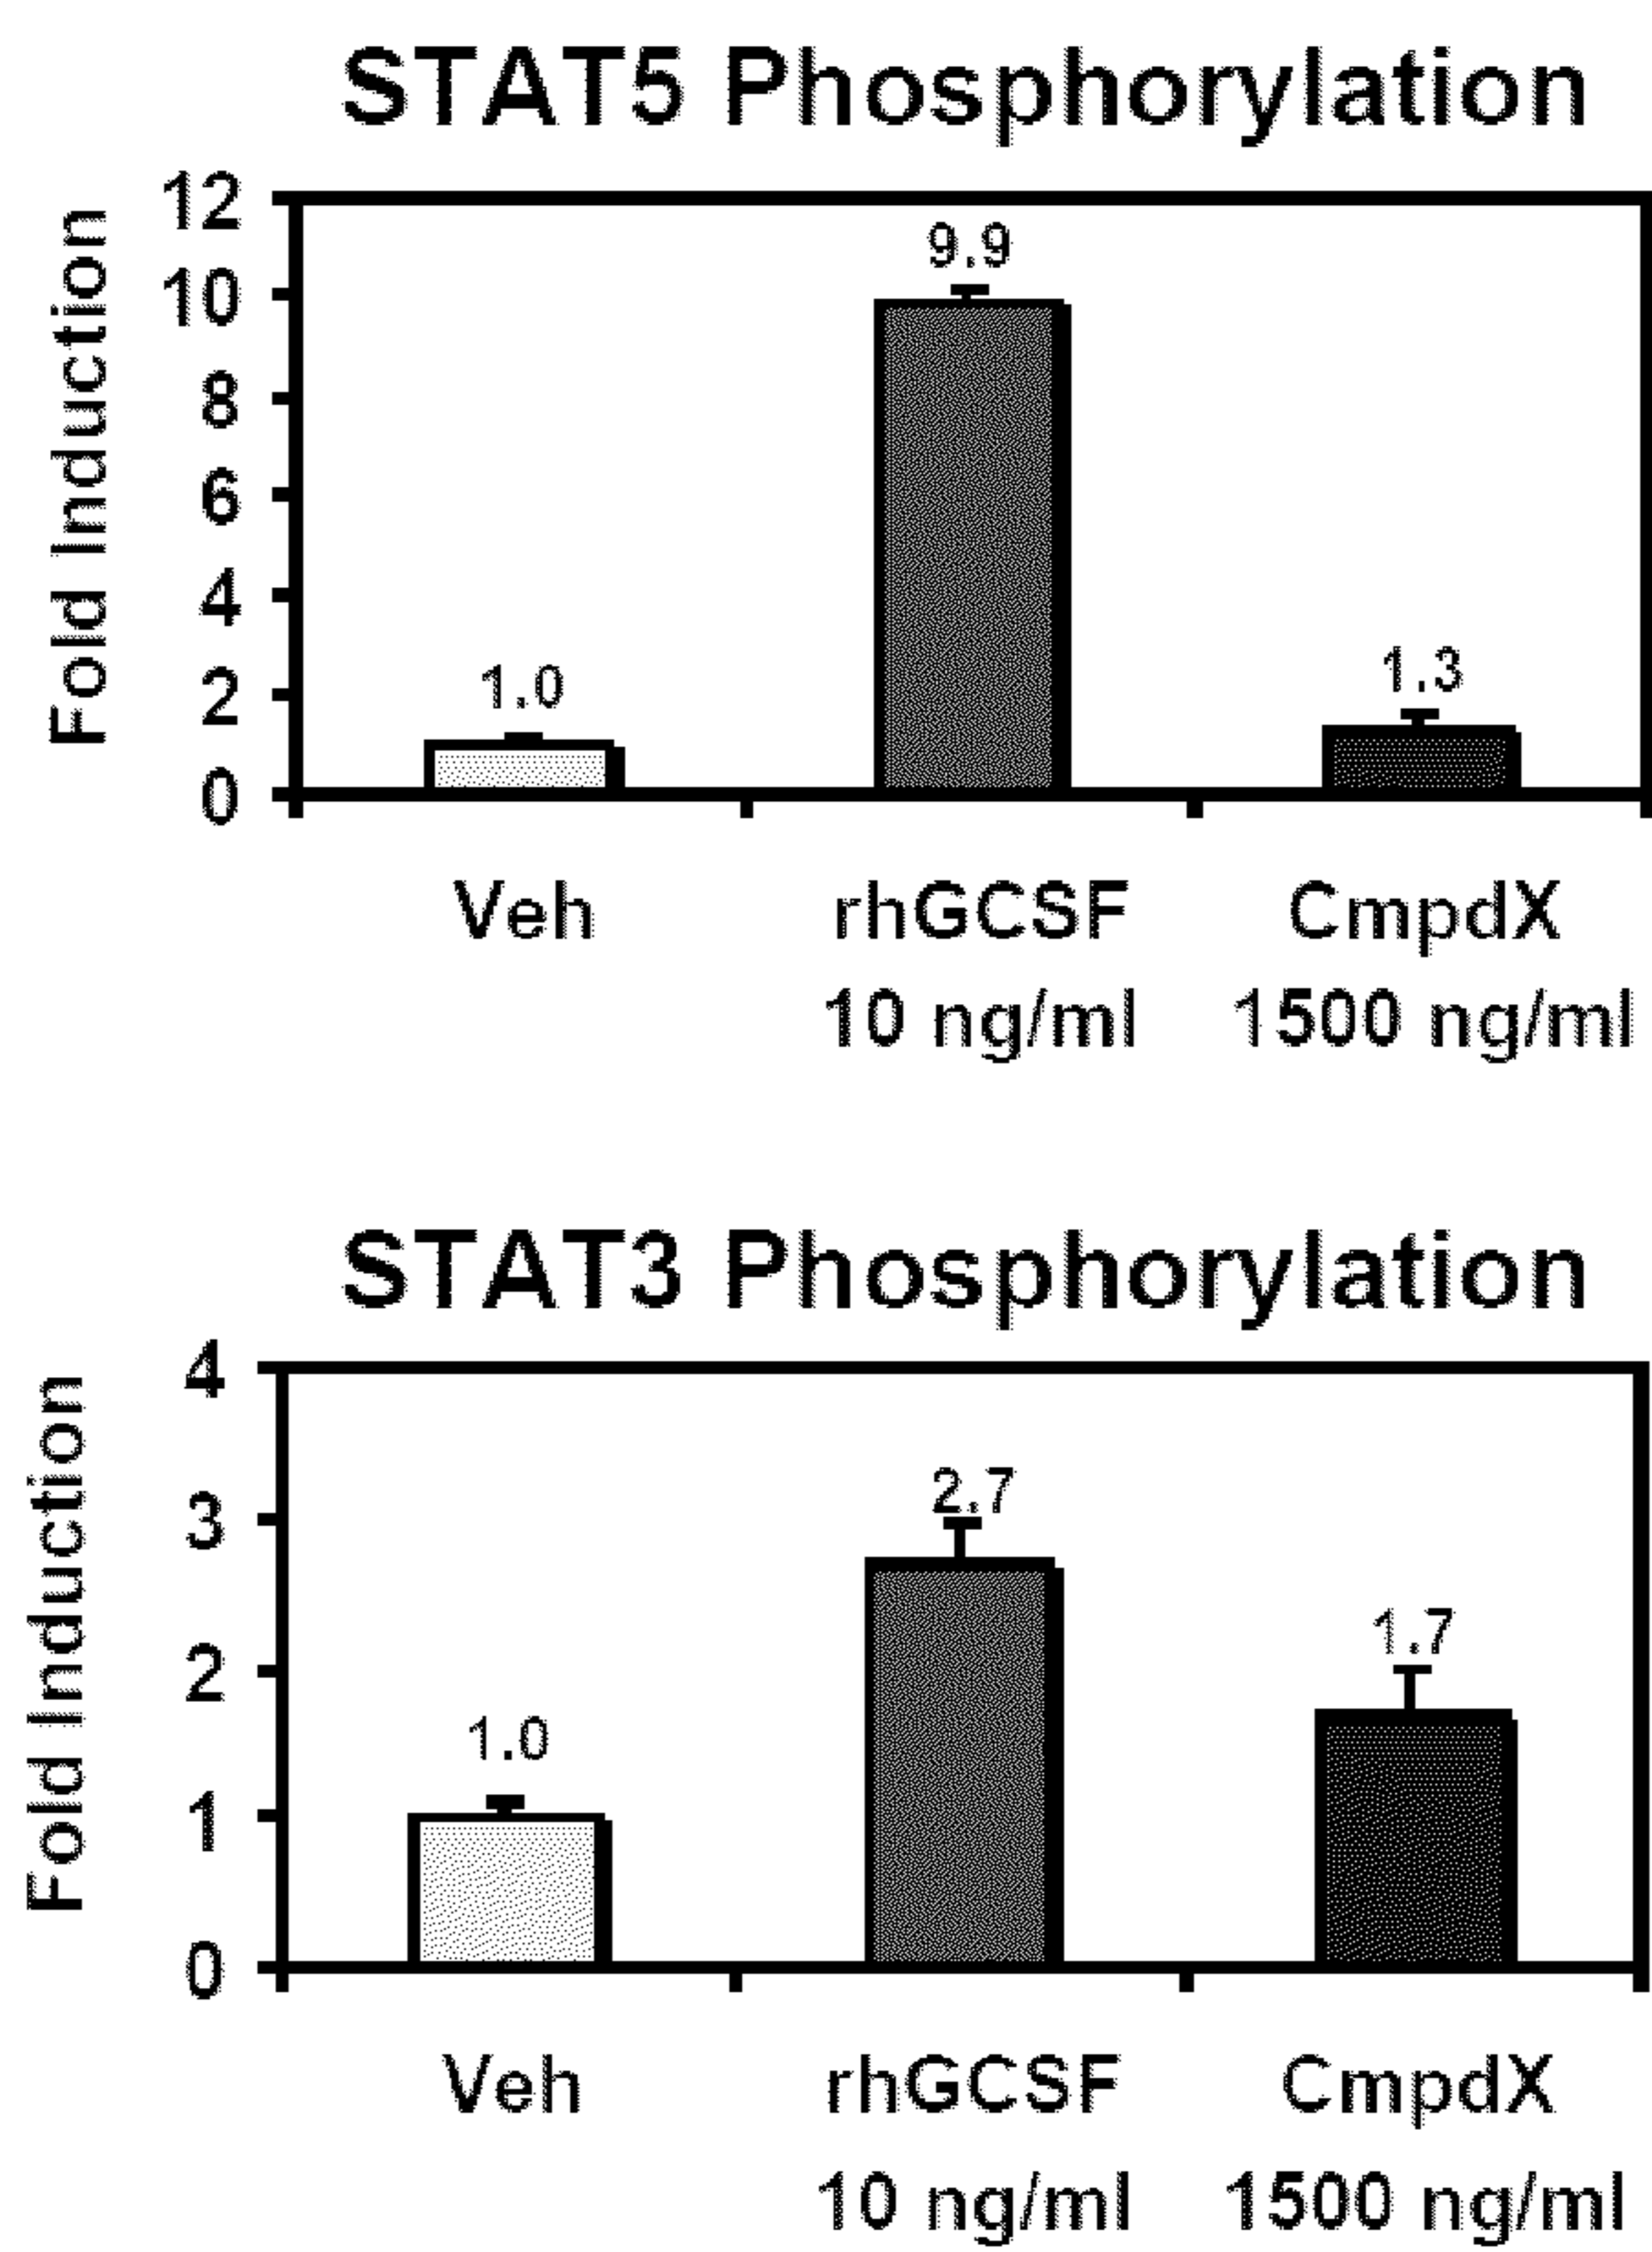 STAT5 Phosphorylation
Fold Induction
12
10
8
6
4
2
0
1.0
9.9
1.3
Veh
rhGCSF
10 ng/ml
CmpdX
1500 ng/ml
STAT3 Phosphorylation
Fold Induction
4
3
2
1
0
1.0
2.7
1.7
Veh
rhGCSF
10 ng/ml
CmpdX
1500 ng/ml